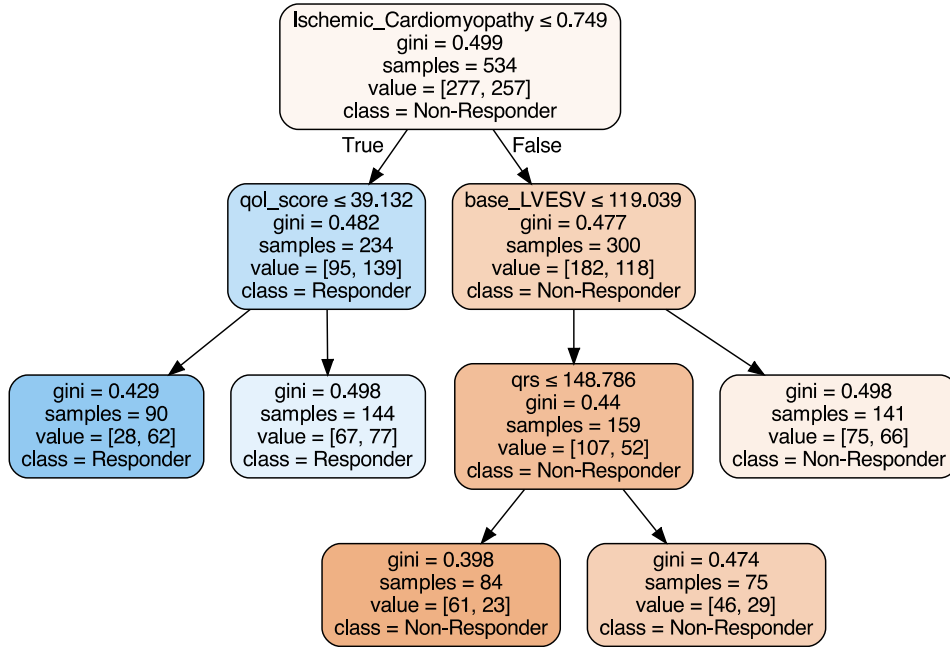 Ischemic_Cardiomyopathy ≤ 0.749
gini = 0.499
samples = 534
value = [277, 257]
class = Non-Responder
True
False
qol_score ≤ 39.132
gini = 0.482
samples = 234
value = [95, 139]
class = Responder
base_LVESV ≤ 119.039
gini = 0.477
samples = 300
value = [182, 118]
class = Non-Responder
gini = 0.429
samples = 90
value = [28, 62]
class = Responder
gini = 0.498
samples = 144
value = [67, 77]
class = Responder
qrs ≤ 148.786
gini = 0.44
samples = 159
value = [107, 52]
class = Non-Responder
gini = 0.498
samples = 141
value = [75, 66]
class = Non-Responder
gini = 0.398
samples = 84
value = [61, 23]
class = Non-Responder
gini = 0.474
samples = 75
value = [46, 29]
class = Non-Responder